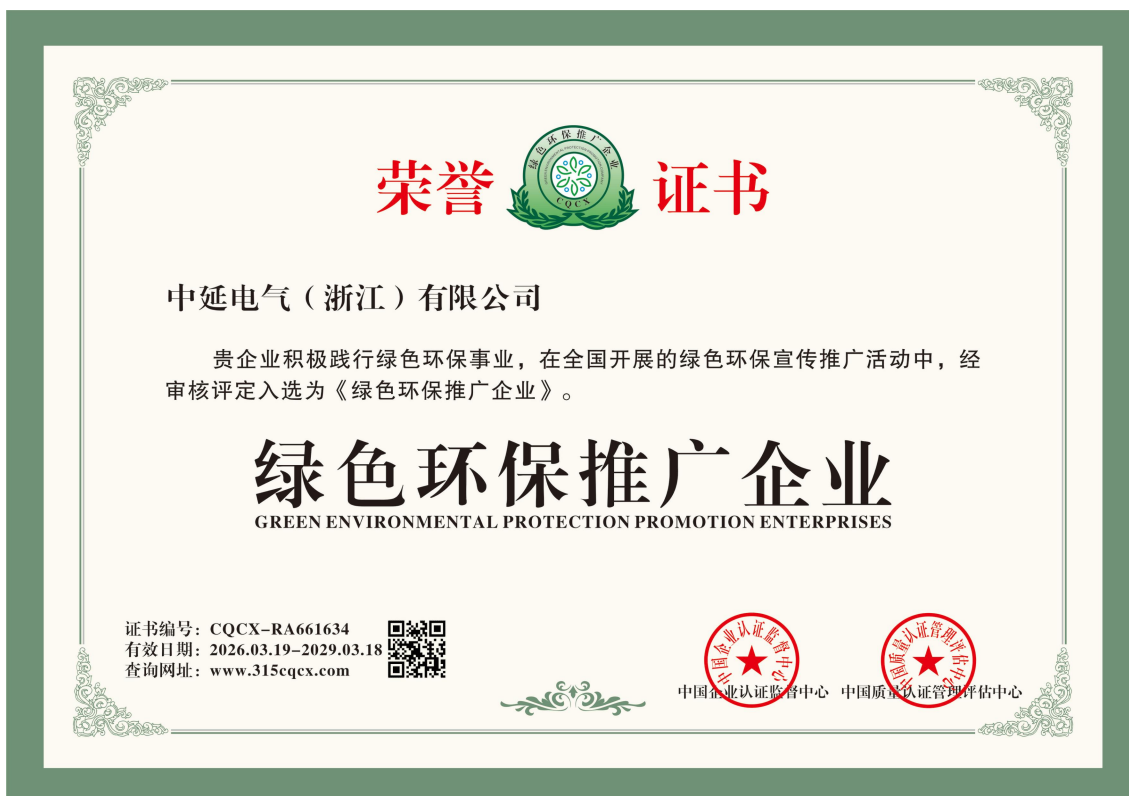 荣誉证书
绿色环保推广企业
CQCX
中延电气（浙江）有限公司
贵企业积极践行绿色环保事业，在全国开展的绿色环保宣传推广活动中，经
审核评定入选为《绿色环保推广企业》。
绿色环保推广企业
GREEN ENVIRONMENTAL PROTECTION PROMOTION ENTERPRISES
证书编号：CQCX-RA661634
有效日期：2026.03.19-2029.03.18
查询网址：www.315cqcx.com
中国企业认证监督中心
中国质量认证管理评估中心
中国企业认证监督中心 中国质量认证管理评估中心